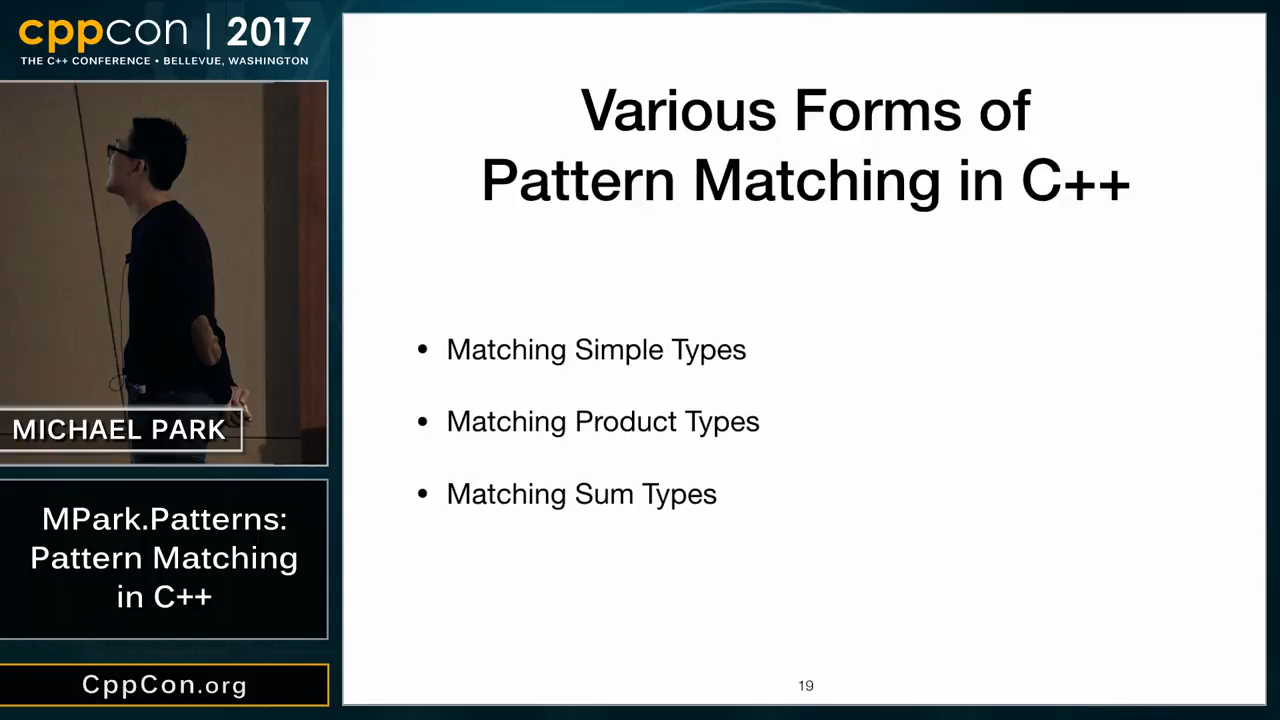 cppcon | 2017
THE C++ CONFERENCE • BELLEVUE, WASHINGTON
MICHAEL PARK
MPark.Patterns:
Pattern Matching
in C++
CppCon.org
Various Forms of
Pattern Matching in C++
• Matching Simple Types
• Matching Product Types
• Matching Sum Types
19